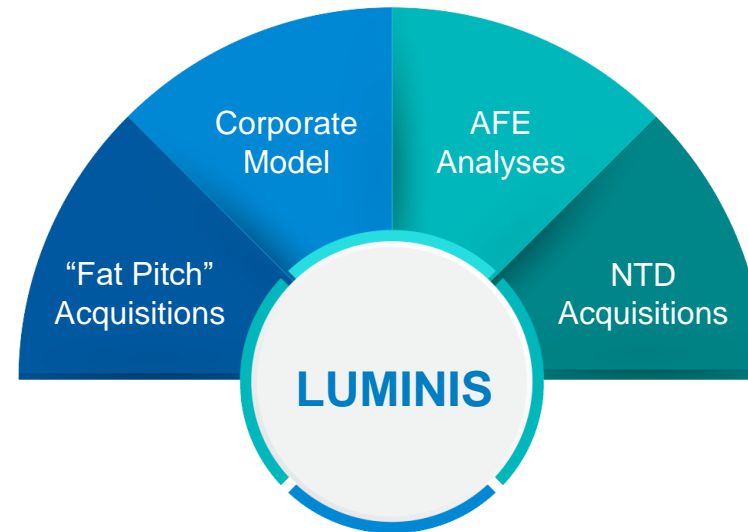 Corporate
Model
AFE
Analyses
“Fat Pitch”
Acquisitions
NTD
Acquisitions
LUMINIS